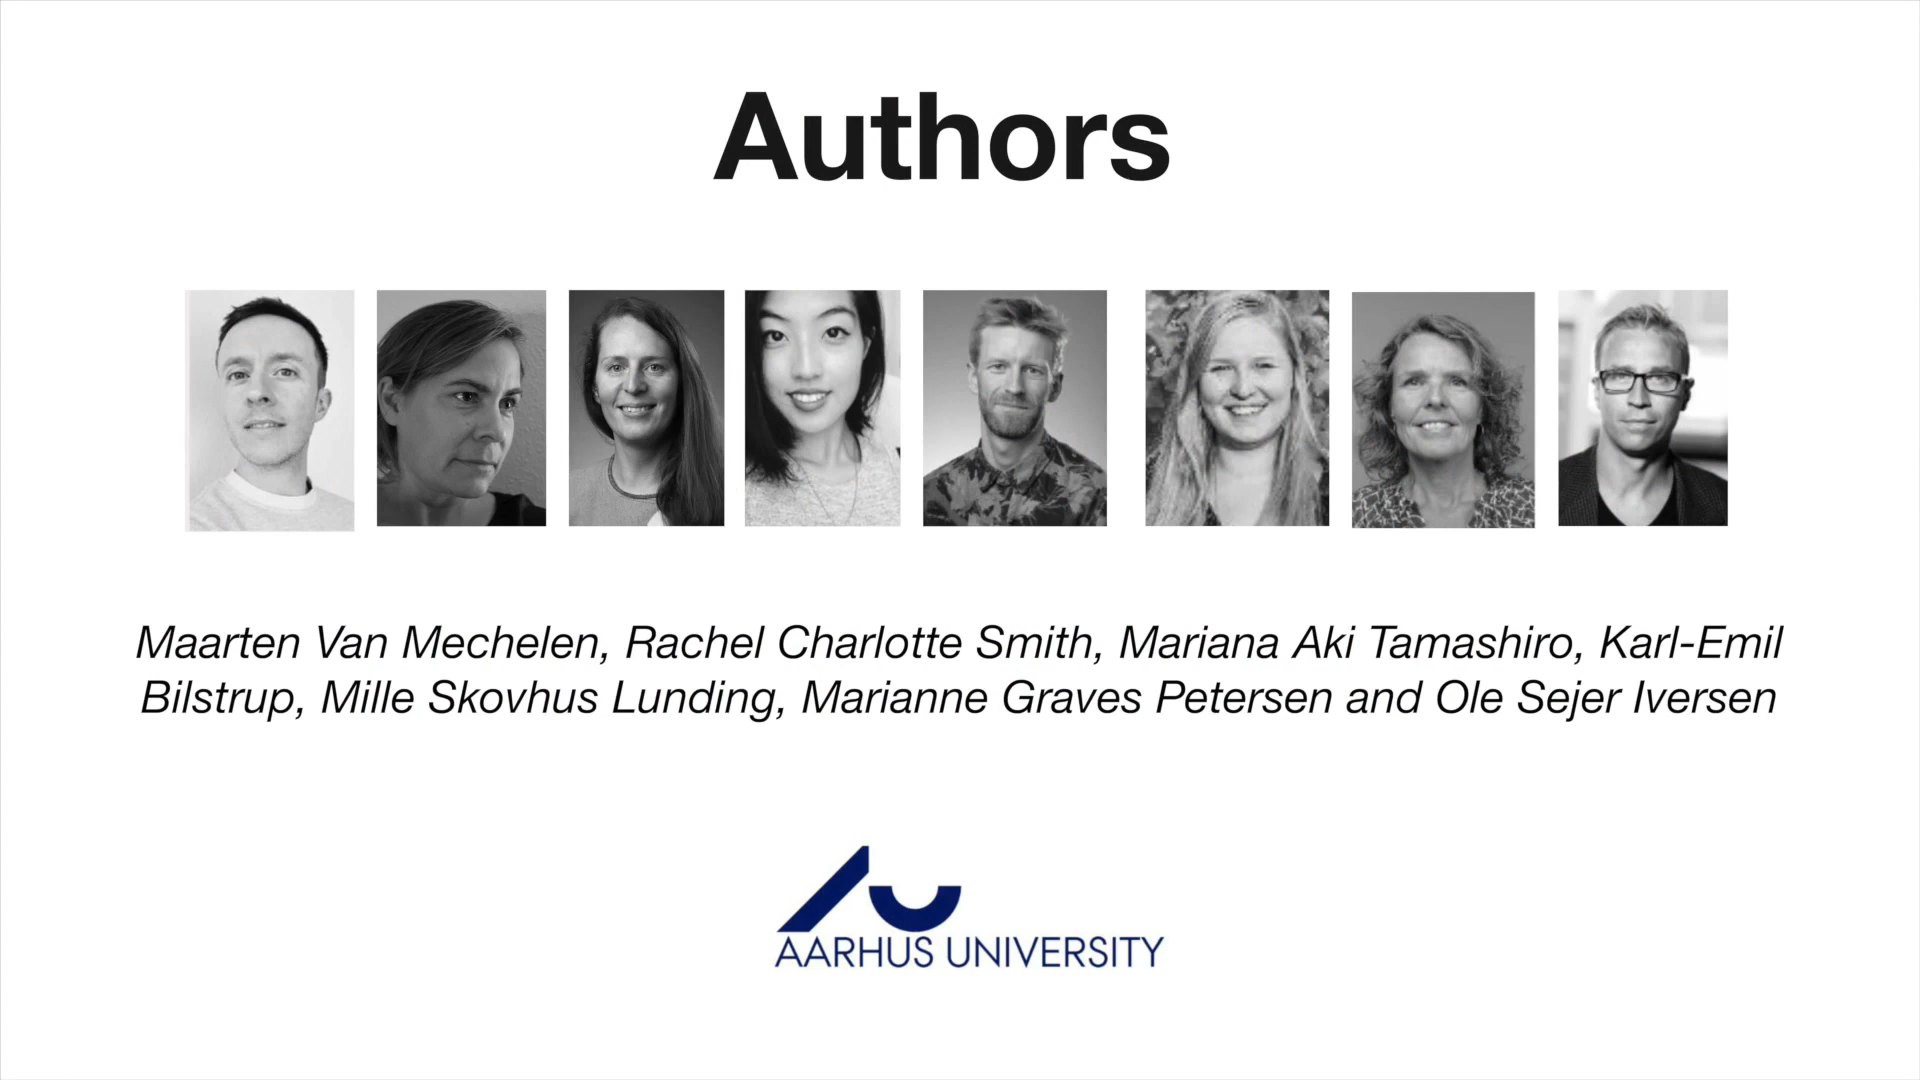 Authors
Maarten Van Mechelen, Rachel Charlotte Smith, Mariana Aki Tamashiro, Karl-Emil
Bilstrup, Mille Skovhus Lunding, Marianne Graves Petersen and Ole Sejer Iversen
AARHUS UNIVERSITY